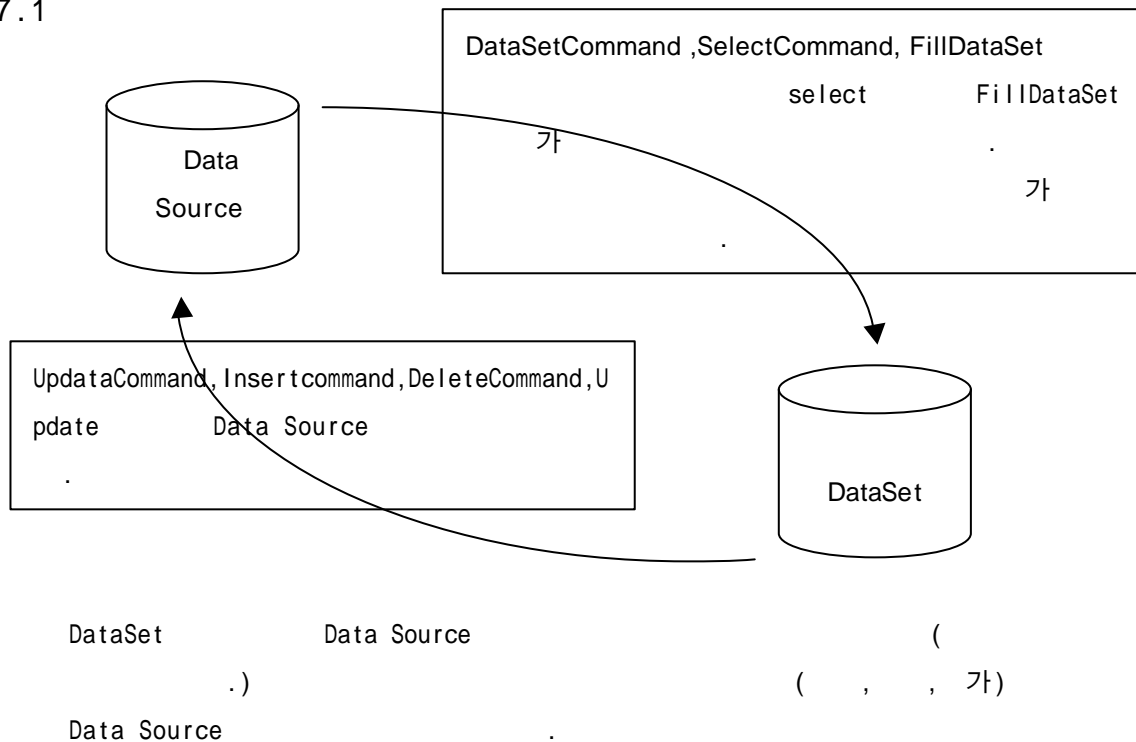 7.1
DataSetCommand ,SelectCommand, FillDataSet
select FillDataSet
가 .
가
.
Data
Source
UpdataCommand,Insertcommand,DeleteCommand,U
pdate Data Source
.
DataSet
DataSet Data Source (
.) ( , , 가)
Data Source .